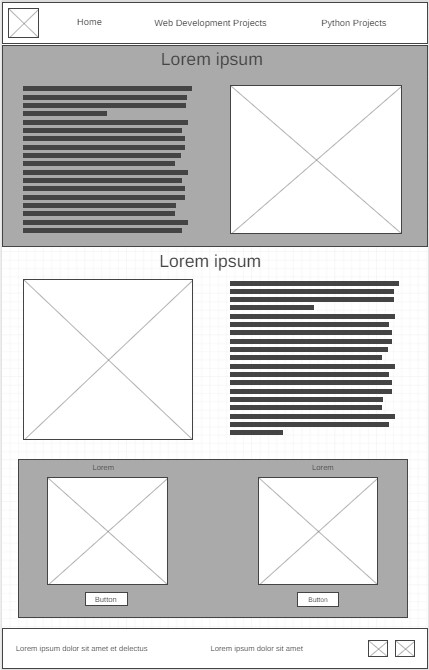 Home
Web Development Projects
Python Projects
Lorem ipsum
Lorem ipsum
Lorem
Lorem
Button
Button
Lorem ipsum dolor sit amet et delectus
Lorem ipsum dolor sit amet